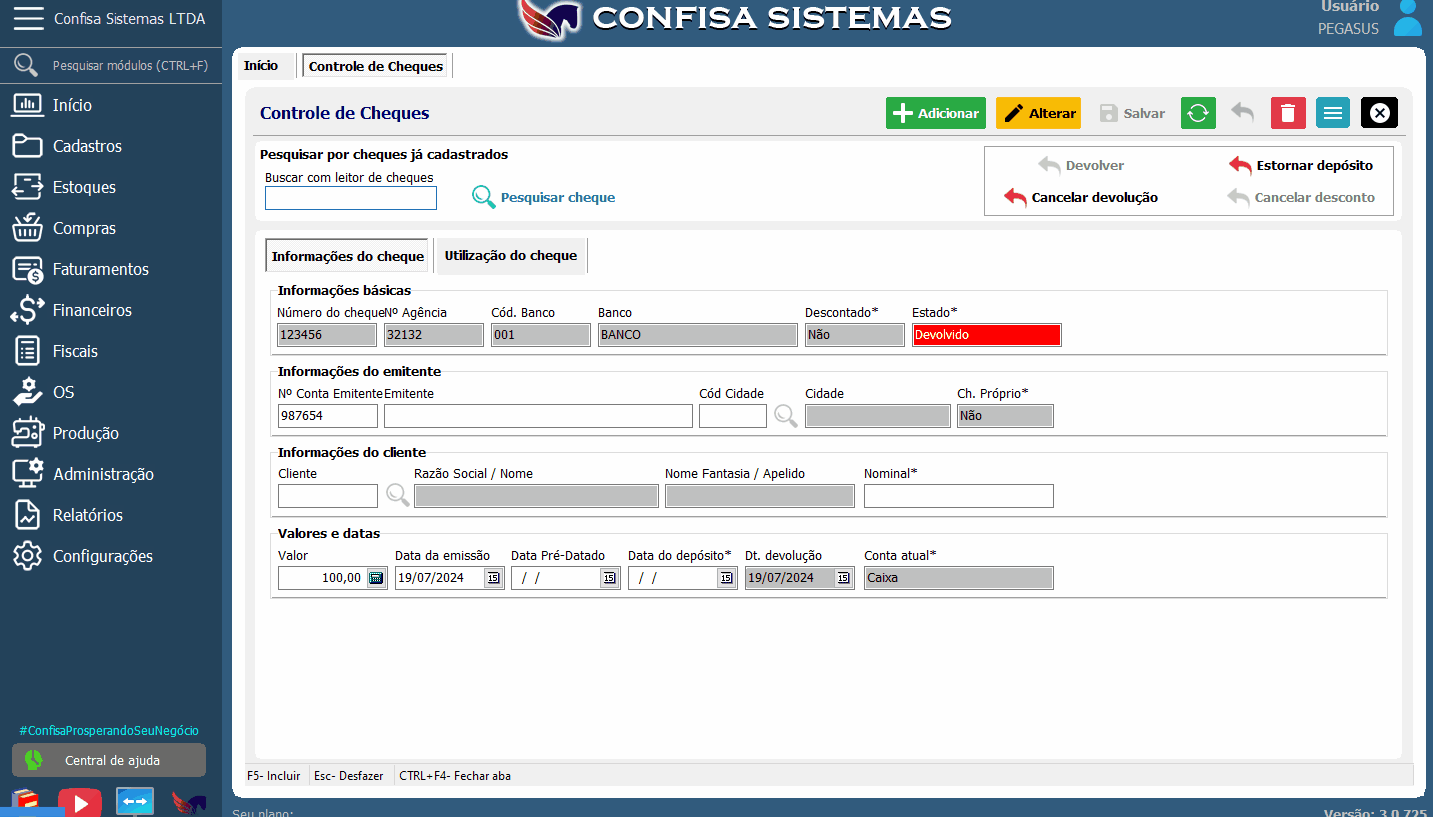 Confisa Sistemas LTDA
CONFISA SISTEMAS
Usuário
PEGASUS
Pesquisar módulos (CTRL+F)
Início
Cadastros
Estoques
Compras
Faturamentos
Financeiros
Fiscais
OS
Produção
Administração
Relatórios
Configurações
#ConfisaProsperandoSeuNegócio
Central de ajuda
Início
Controle de Cheques
Controle de Cheques
Adicionar
Alterar
Salvar
Pesquisar por cheques já cadastrados
Buscar com leitor de cheques
Pesquisar cheque
Devolver
Estornar depósito
Cancelar devolução
Cancelar desconto
Informações do cheque
Utilização do cheque
Informações básicas
Número do cheque Nº Agência Cód. Banco Banco Descontado* Estado*
123456 32132 001 BANCO Não Devolvido
Informações do emitente
Nº Conta Emitente Emitente Cód Cidade Cidade Ch. Próprio*
987654 Não
Informações do cliente
Cliente Razão Social / Nome Nome Fantasia / Apelido Nominal*
Valores e datas
Valor Data da emissão Data Pré-Datado Data do depósito* Dt. devolução Conta atual*
100,00 19/07/2024 / / / / 19/07/2024 Caixa
F5- Incluir Esc- Desfazer CTRL+F4- Fechar aba
Seu plano:
Versão: 3.0.725